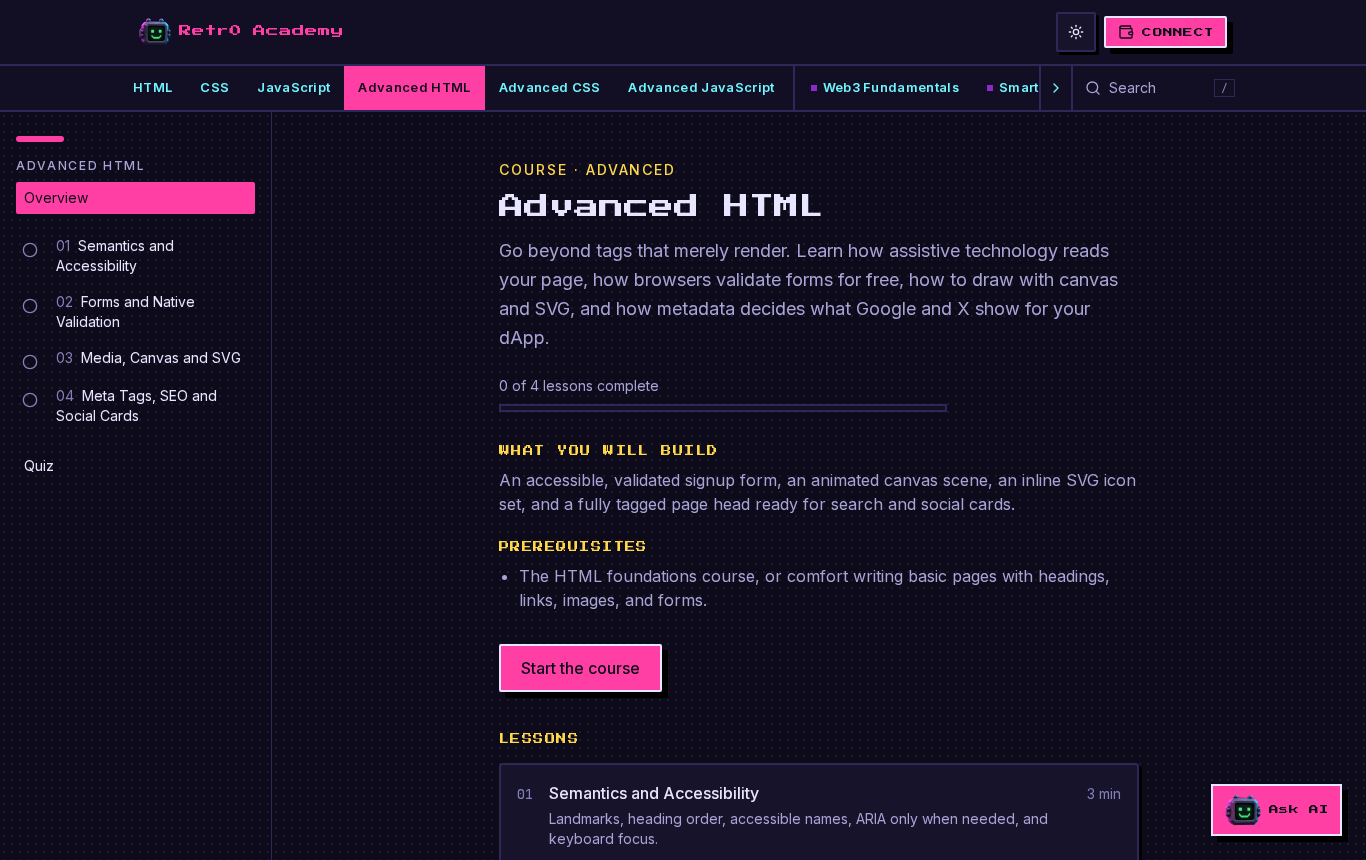 Retr0 Academy
CONNECT
HTML
CSS
JavaScript
Advanced HTML
Advanced CSS
Advanced JavaScript
Web3 Fundamentals
Smart
Search
/
ADVANCED HTML
Overview
01 Semantics and
Accessibility
02 Forms and Native
Validation
03 Media, Canvas and SVG
04 Meta Tags, SEO and
Social Cards
Quiz
COURSE · ADVANCED
Advanced HTML
Go beyond tags that merely render. Learn how assistive technology reads
your page, how browsers validate forms for free, how to draw with canvas
and SVG, and how metadata decides what Google and X show for your
dApp.
0 of 4 lessons complete
WHAT YOU WILL BUILD
An accessible, validated signup form, an animated canvas scene, an inline SVG icon
set, and a fully tagged page head ready for search and social cards.
PREREQUISITES
• The HTML foundations course, or comfort writing basic pages with headings,
links, images, and forms.
Start the course
LESSONS
01 Semantics and Accessibility 3 min
Landmarks, heading order, accessible names, ARIA only when needed, and
keyboard focus.
Ask AI